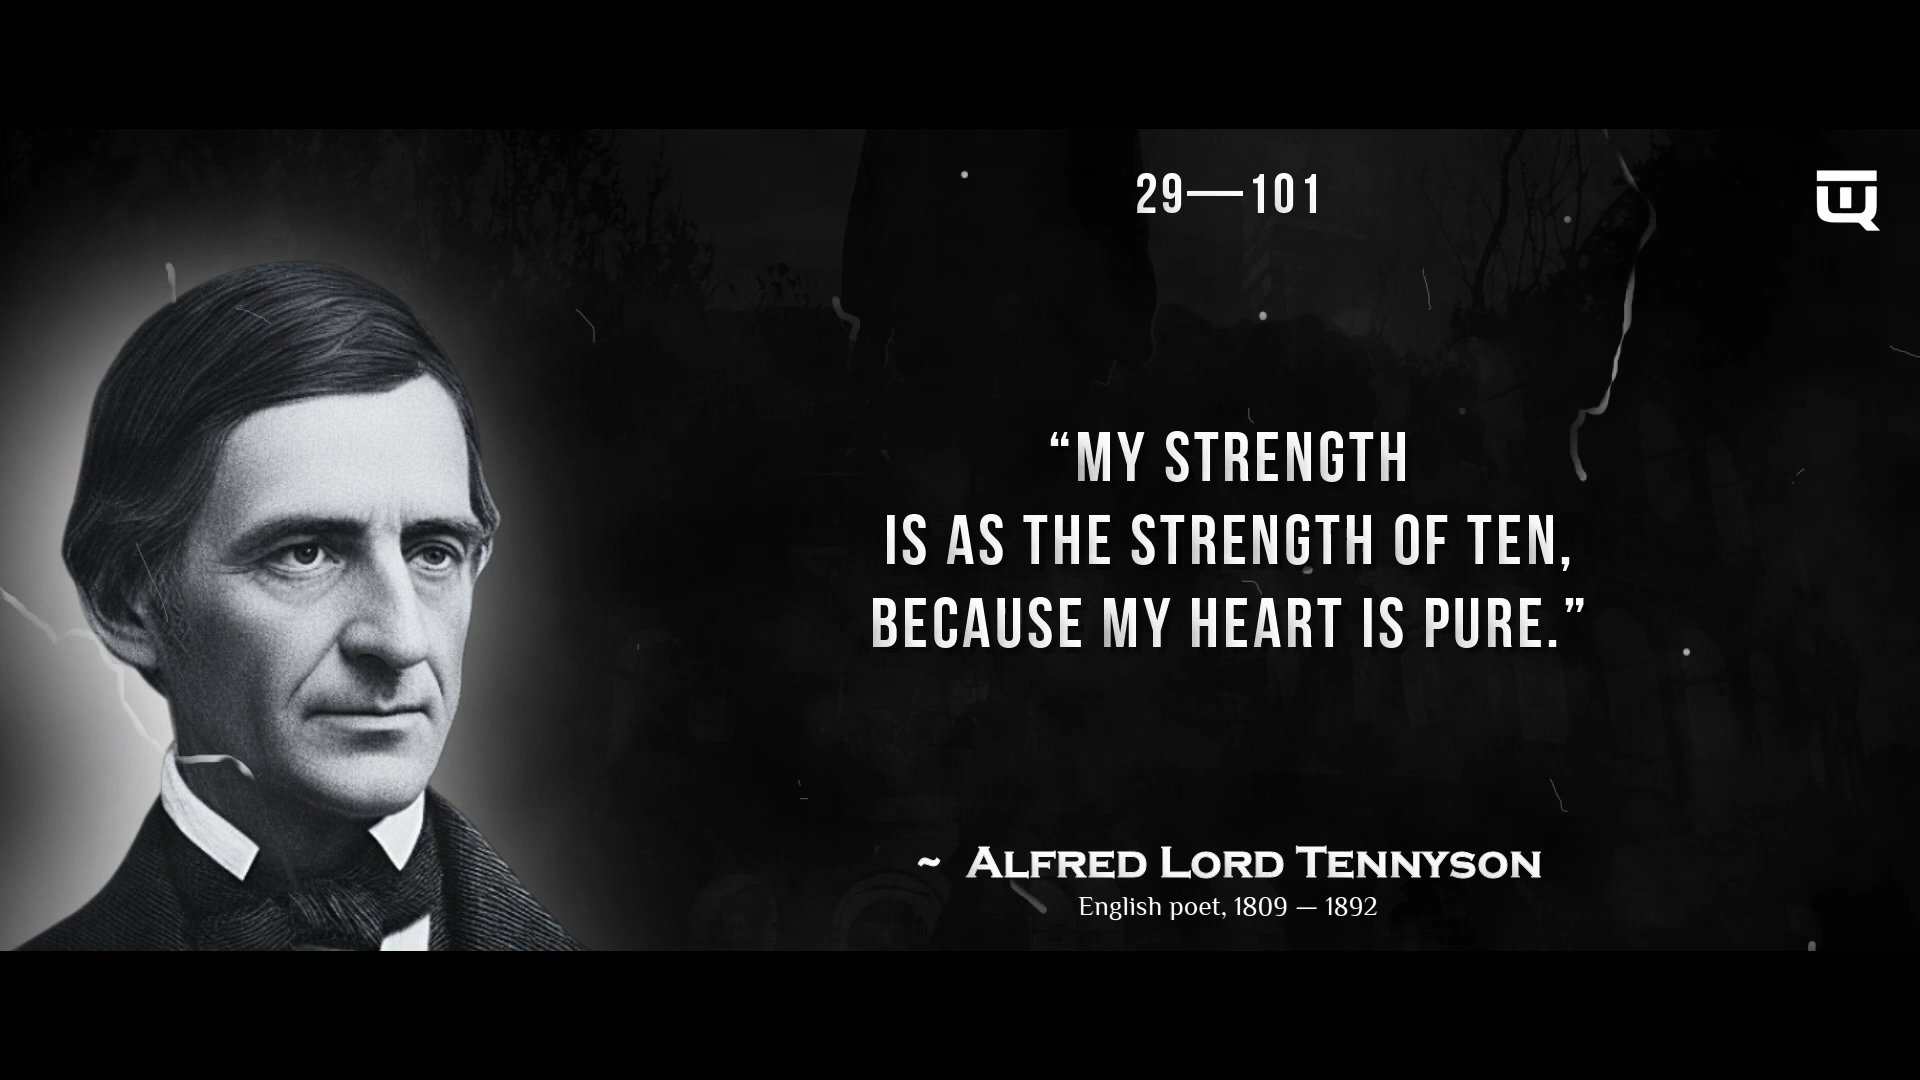 29—101
“MY STRENGTH
IS AS THE STRENGTH OF TEN,
BECAUSE MY HEART IS PURE.”
~ ALFRED LORD TENNYSON
English poet, 1809 — 1892